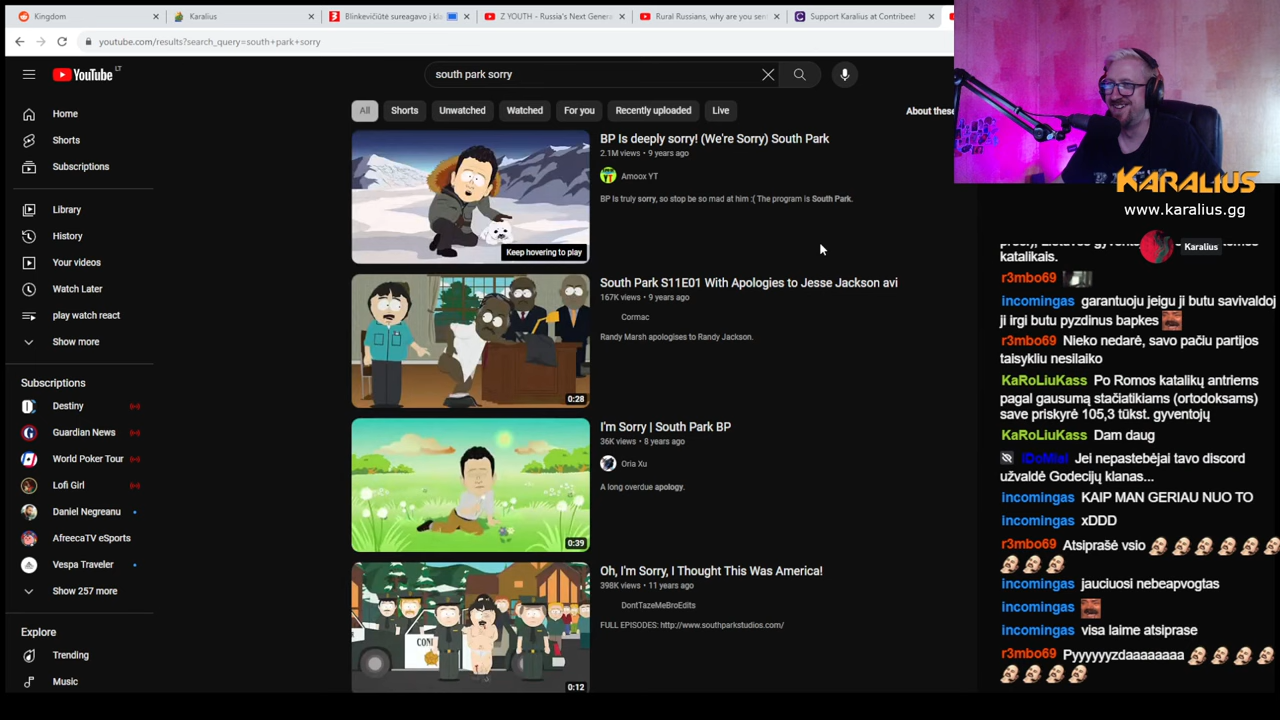 Kingdom
Karalius
Blinkevičiūtė sureagavo į kla
Z YOUTH - Russia's Next Genera
Rural Russians, why are you sen
Support Karalius at Contribee!
youtube.com/results?search_query=south+park+sorry
YouTube LT
south park sorry
All
Shorts
Unwatched
Watched
For you
Recently uploaded
Live
About these
Home
Shorts
Subscriptions
Library
History
Your videos
Watch Later
play watch react
Show more
Subscriptions
Destiny
Guardian News
World Poker Tour
Lofi Girl
Daniel Negreanu
AfreecaTV eSports
Vespa Traveler
Show 257 more
Explore
Trending
Music
Keep hovering to play
BP Is deeply sorry! (We're Sorry) South Park
2.1M views • 9 years ago
Amoox YT
BP Is truly sorry, so stop be so mad at him :( The program is South Park.
0:28
South Park S11E01 With Apologies to Jesse Jackson avi
167K views • 9 years ago
Cormac
Randy Marsh apologises to Randy Jackson.
0:39
I'm Sorry | South Park BP
36K views • 8 years ago
Oria Xu
A long overdue apology.
0:12
Oh, I'm Sorry, I Thought This Was America!
398K views • 11 years ago
DontTazeMeBroEdits
FULL EPISODES: http://www.southparkstudios.com/
KARALIUS
www.karalius.gg
Karalius
katalikais.
r3mbo69
incomingas garantuoju jeigu ji butu savivaldoj
ji irgi butu pyzdinus bapkes
r3mbo69 Nieko nedarė, savo pačiu partijos
taisykliu nesilaiko
KaRoLiuKass Po Romos katalikų antriems
pagal gausumą stačiatikiams (ortodoksams)
save priskyrė 105,3 tūkst. gyventojų
KaRoLiuKass Dam daug
iDoMiei Jei nepastebėjai tavo discord
užvaldė Godecijų klanas...
incomingas KAIP MAN GERIAU NUO TO
incomingas xDDD
r3mbo69 Atsiprašė vsio
incomingas jauciuosi nebeapvogtas
incomingas
incomingas visa laime atsiprase
r3mbo69 Pyyyyyyzdaaaaaaaa